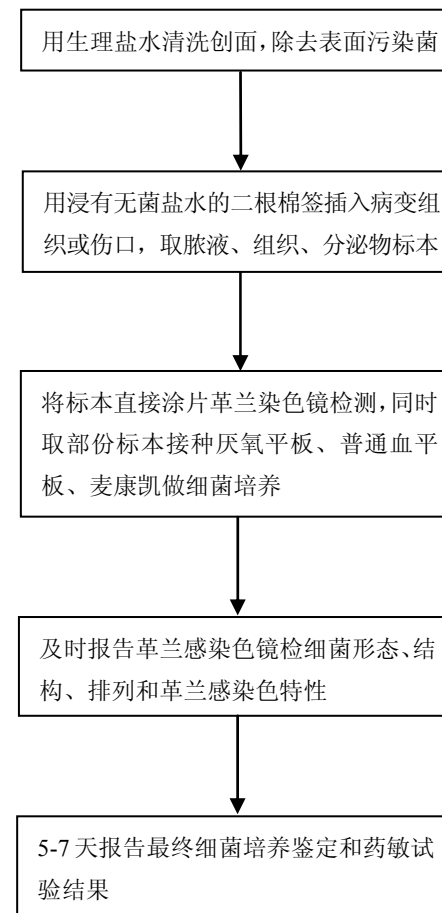 用生理盐水清洗创面，除去表面污染菌
用浸有无菌盐水的二根棉签插入病变组
织或伤口，取脓液、组织、分泌物标本
将标本直接涂片革兰染色镜检测，同时
取部份标本接种厌氧平板、普通血平
板、麦康凯做细菌培养
及时报告革兰感染色镜检细菌形态、结
构、排列和革兰感染色特性
5-7 天报告最终细菌培养鉴定和药敏试
验结果